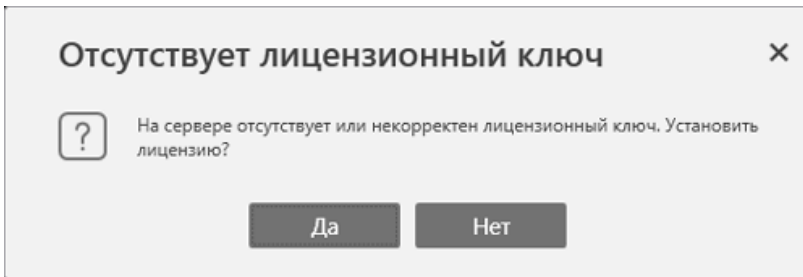 Отсутствует лицензионный ключ
На сервере отсутствует или некорректен лицензионный ключ. Установить
лицензию?
Да Нет